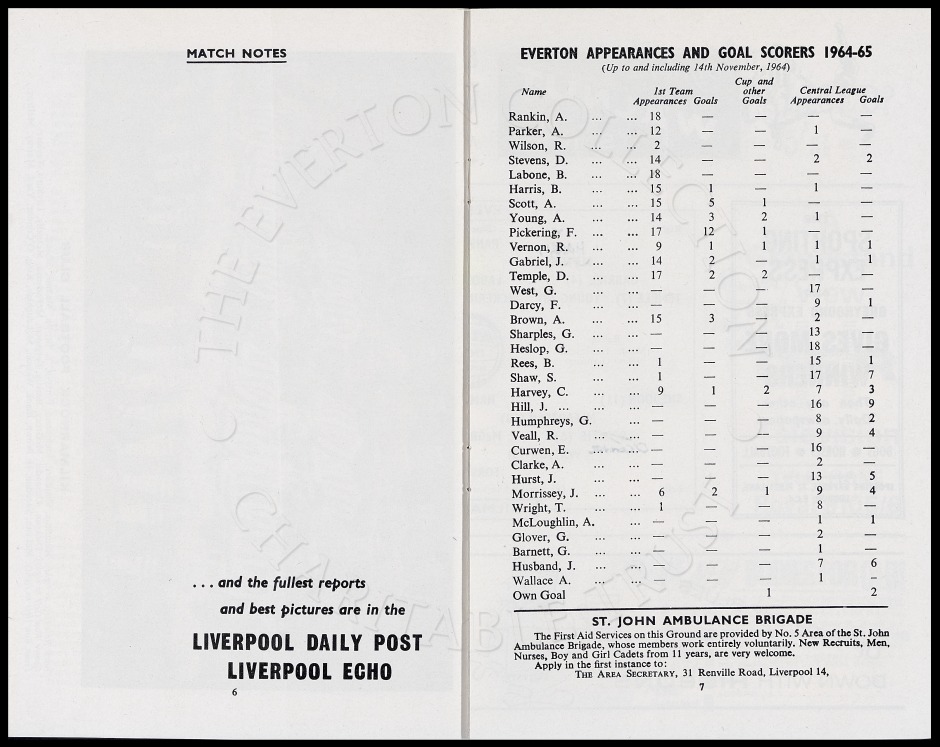 MATCH NOTES
. . . and the fullest reports
and best pictures are in the
LIVERPOOL DAILY POST
LIVERPOOL ECHO
6
EVERTON APPEARANCES AND GOAL SCORERS 1964-65
(Up to and including 14th November, 1964)
Name 1st Team Appearances Goals Cup and other Goals Central League Appearances Goals
Rankin, A. ... ... 18 — — — —
Parker, A. ... ... 12 — — 1 —
Wilson, R. ... ... 2 — — — —
Stevens, D. ... ... 14 — — 2 2
Labone, B. ... ... 18 — — — —
Harris, B. ... ... 15 1 — 1 —
Scott, A. ... ... 15 5 1 — —
Young, A. ... ... 14 3 2 1 —
Pickering, F. ... ... 17 12 1 — —
Vernon, R. ... ... 9 1 1 1 1
Gabriel, J. ... ... 14 2 — 1 1
Temple, D. ... ... 17 2 2 — —
West, G. ... ... — — — 17 —
Darcy, F. ... ... — — — 9 1
Brown, A. ... ... 15 3 — 2 —
Sharples, G. ... ... — — — 13 —
Heslop, G. ... ... — — — 18 —
Rees, B. ... ... 1 — — 15 1
Shaw, S. ... ... 1 — — 17 7
Harvey, C. ... ... 9 1 2 7 3
Hill, J. ... ... ... — — — 16 9
Humphreys, G. ... — — — 8 2
Veall, R. ... ... — — — 9 4
Curwen, E. ... ... — — — 16 —
Clarke, A. ... ... — — — 2 —
Hurst, J. ... ... — — — 13 5
Morrissey, J. ... ... 6 2 1 9 4
Wright, T. ... ... 1 — — 8 —
McLoughlin, A. ... — — — 1 1
Glover, G. ... ... — — — 2 —
Barnett, G. ... ... — — — 1 —
Husband, J. ... ... — — — 7 6
Wallace A. ... ... — — — 1 –
Own Goal 1 2
ST. JOHN AMBULANCE BRIGADE
The First Aid Services on this Ground are provided by No. 5 Area of the St. John
Ambulance Brigade, whose members work entirely voluntarily. New Recruits, Men,
Nurses, Boy and Girl Cadets from 11 years, are very welcome.
Apply in the first instance to:
THE AREA SECRETARY, 31 Renville Road, Liverpool 14,
7
© THE EVERTON COLLECTION
CHARITABLE TRUST